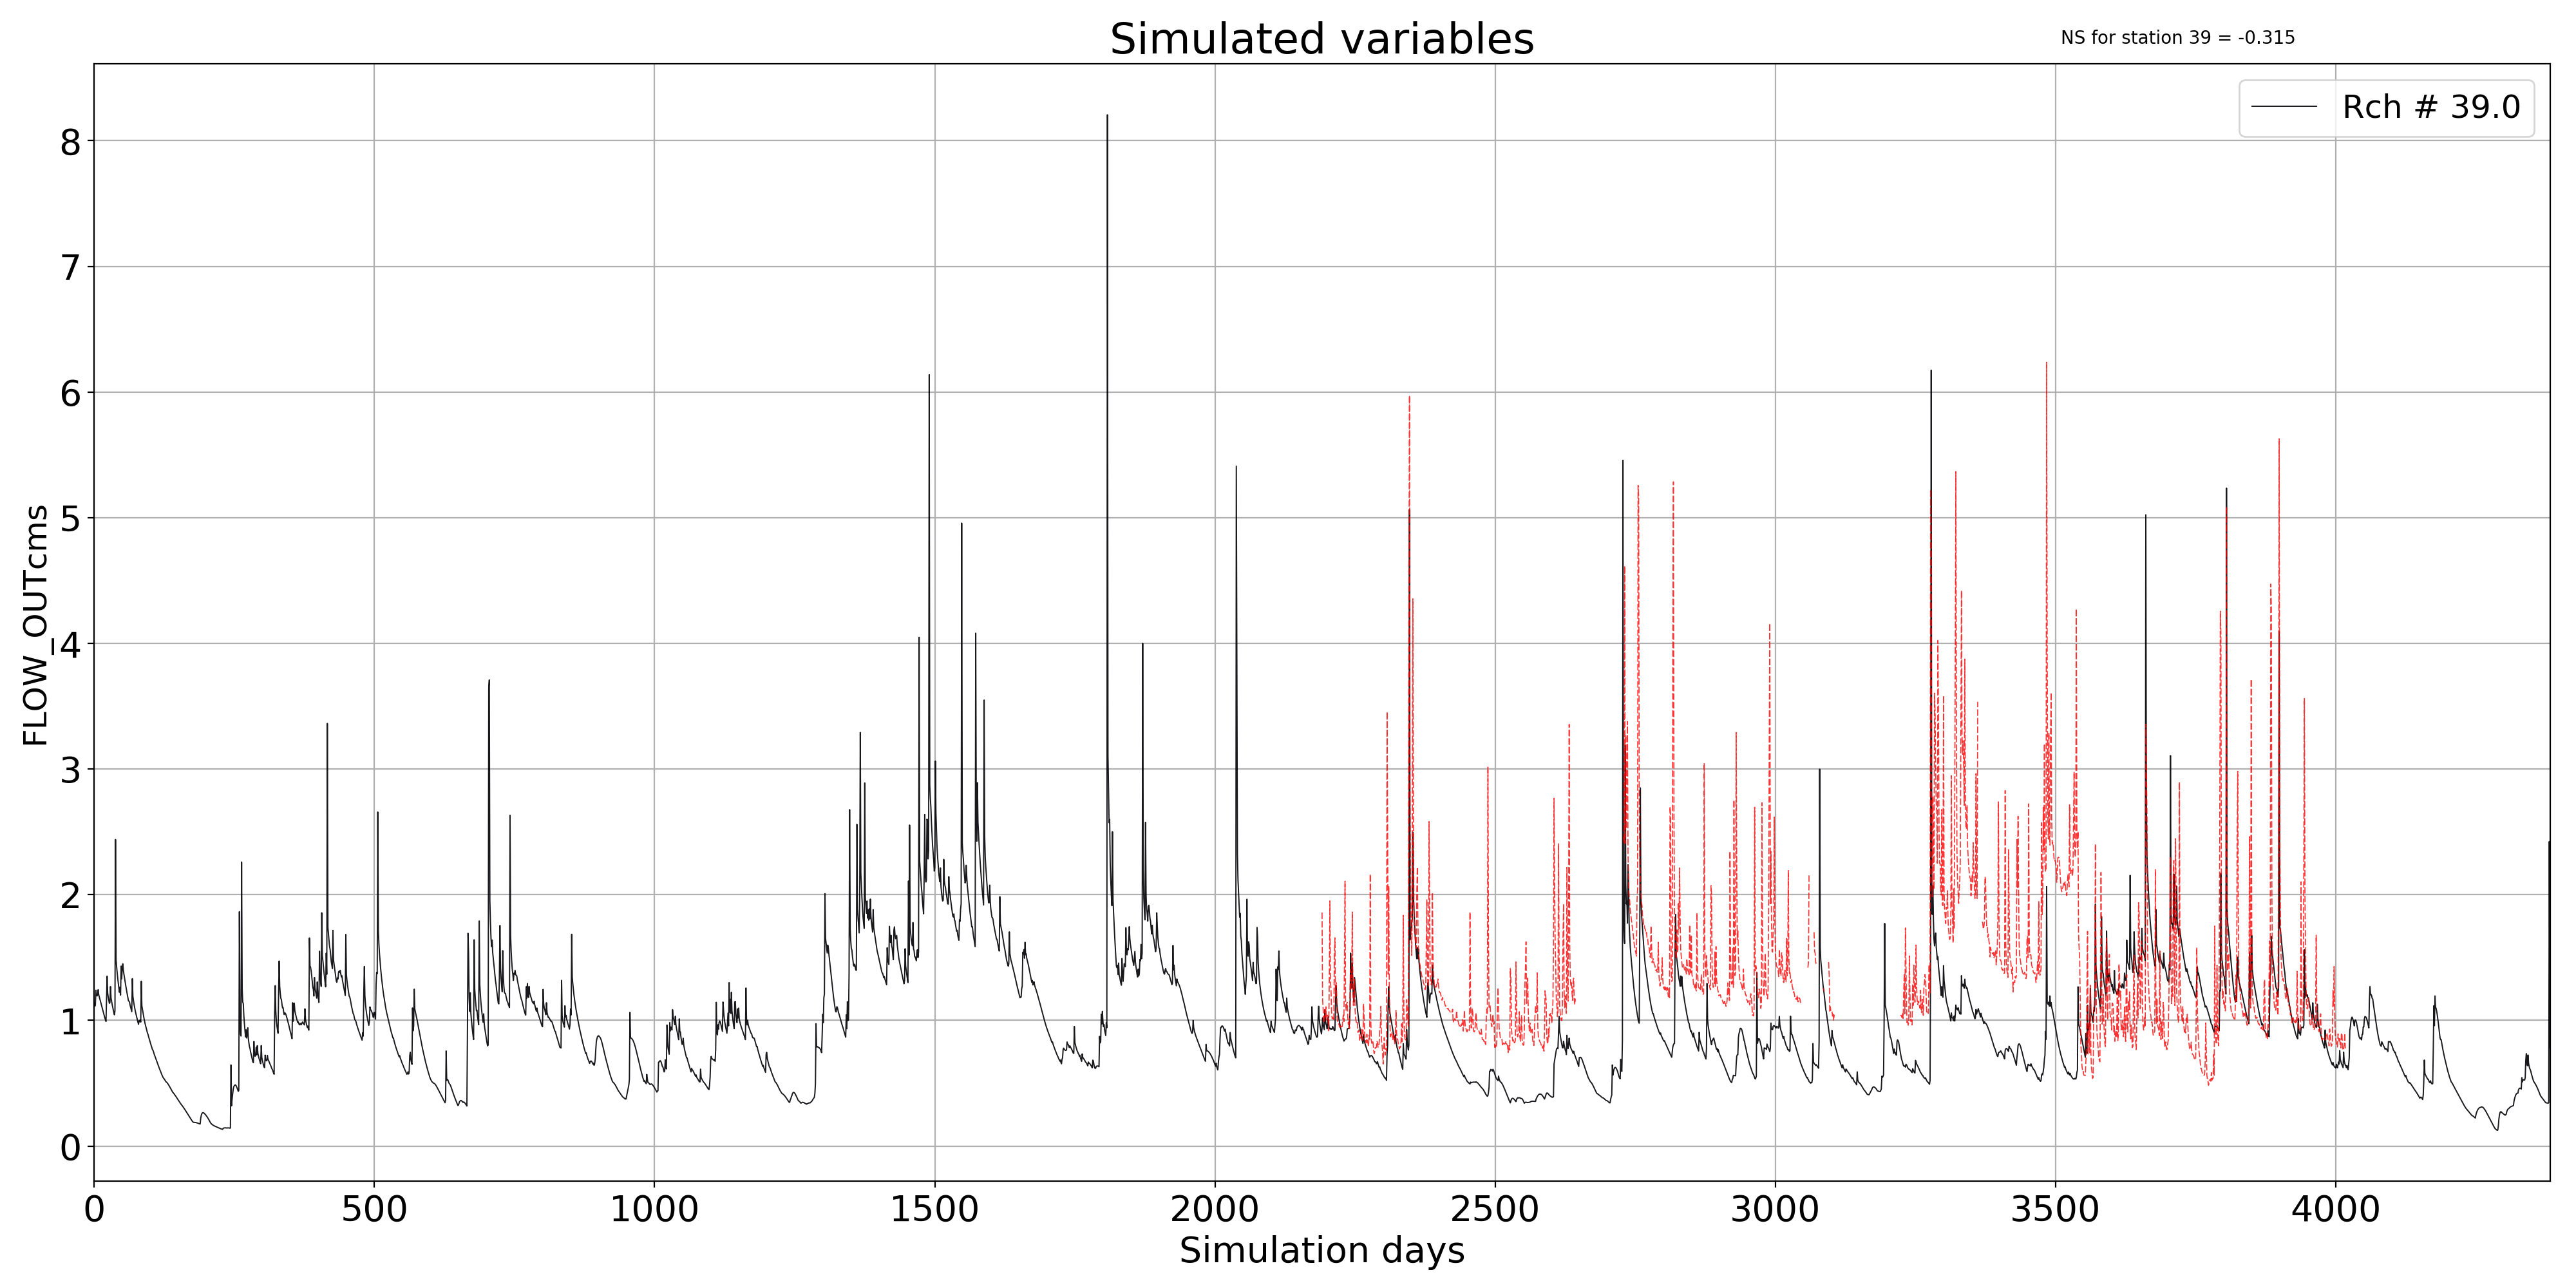 Simulated variables
NS for station 39 = -0.315
Rch # 39.0
FLOW_OUTcms
8
7
6
5
4
3
2
1
0
0 500 1000 1500 2000 2500 3000 3500 4000
Simulation days